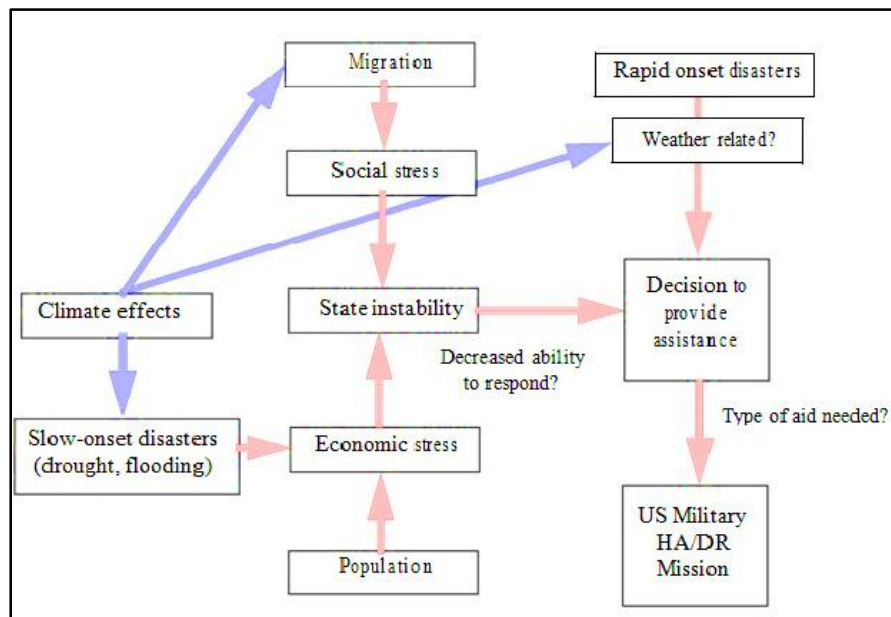 Migration
Rapid onset disasters
Weather related?
Social stress
Climate effects
State instability
Decision to
provide
assistance
Decreased ability
to respond?
Type of aid needed?
Slow-onset disasters
(drought, flooding)
Economic stress
US Military
HA/DR
Mission
Population